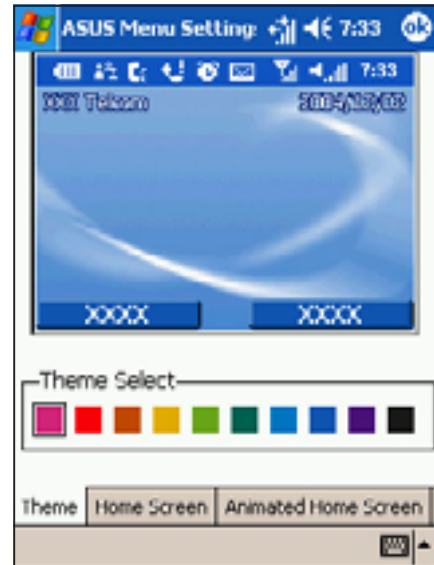 ASUS Menu Setting: 7:33 ok
7:33
XXX Telcom
XXXX XXXX
Theme Select
Theme Home Screen Animated Home Screen